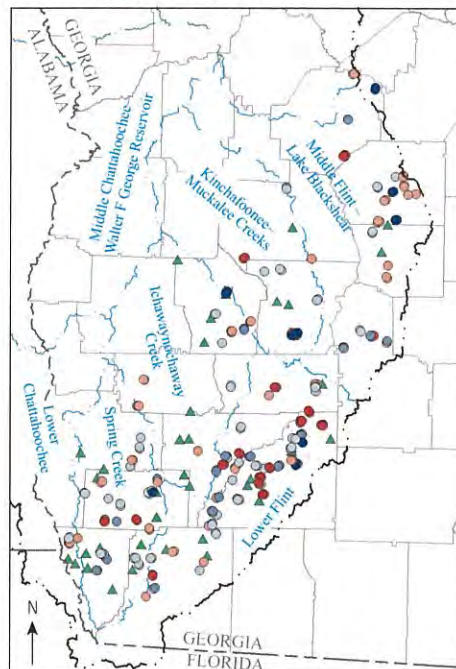 GEORGIA
ALABAMA
Middle Chattahoochee–
Walter F George Reservoir
Kinchafoonee–
Muckalee Creeks
Middle Flint–
Lake Blackshear
Ichawaynochaway
Creek
Lower
Chattahoochee
Spring Creek
Lower Flint
N
GEORGIA
FLORIDA